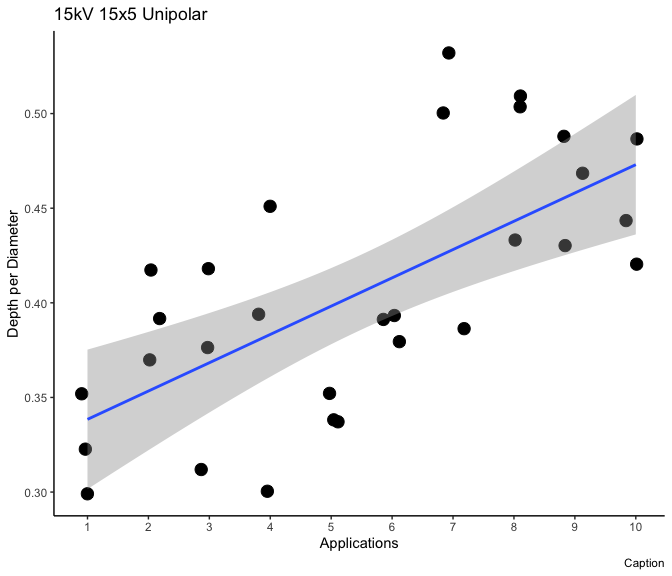 15kV 15x5 Unipolar
0.50
0.45
0.40
0.35
0.30
Depth per Diameter
1 2 3 4 5 6 7 8 9 10
Applications
Caption